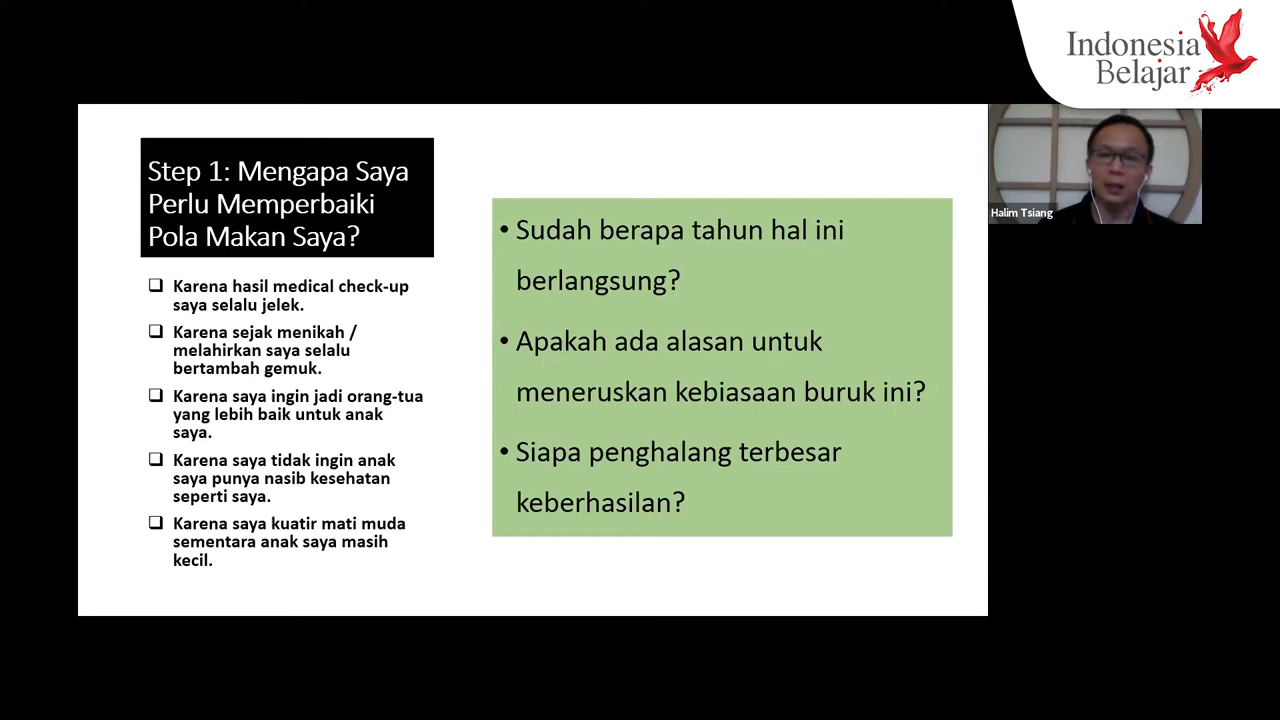 Indonesia
Belajar
Step 1: Mengapa Saya
Perlu Memperbaiki
Pola Makan Saya?
❑ Karena hasil medical check-up
saya selalu jelek.
❑ Karena sejak menikah /
melahirkan saya selalu
bertambah gemuk.
❑ Karena saya ingin jadi orang-tua
yang lebih baik untuk anak
saya.
❑ Karena saya tidak ingin anak
saya punya nasib kesehatan
seperti saya.
❑ Karena saya kuatir mati muda
sementara anak saya masih
kecil.
• Sudah berapa tahun hal ini
berlangsung?
• Apakah ada alasan untuk
meneruskan kebiasaan buruk ini?
• Siapa penghalang terbesar
keberhasilan?
Halim Tsiang